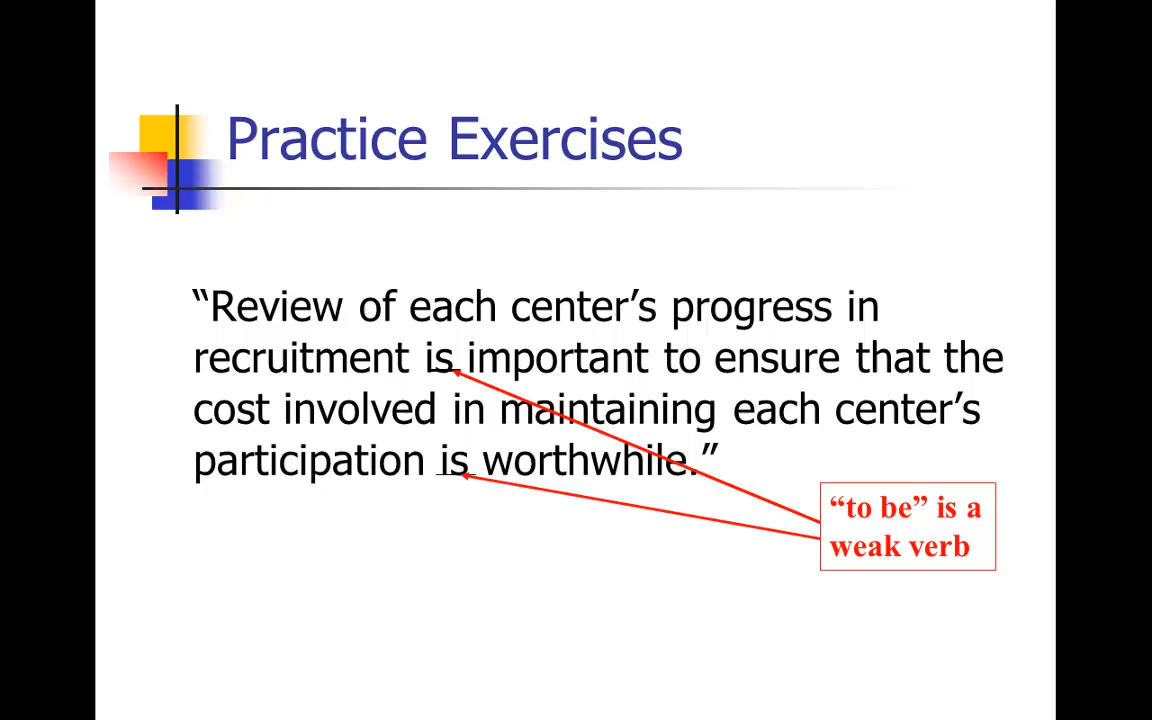 Practice Exercises
“Review of each center’s progress in
recruitment is important to ensure that the
cost involved in maintaining each center’s
participation is worthwhile.”
“to be” is a
weak verb